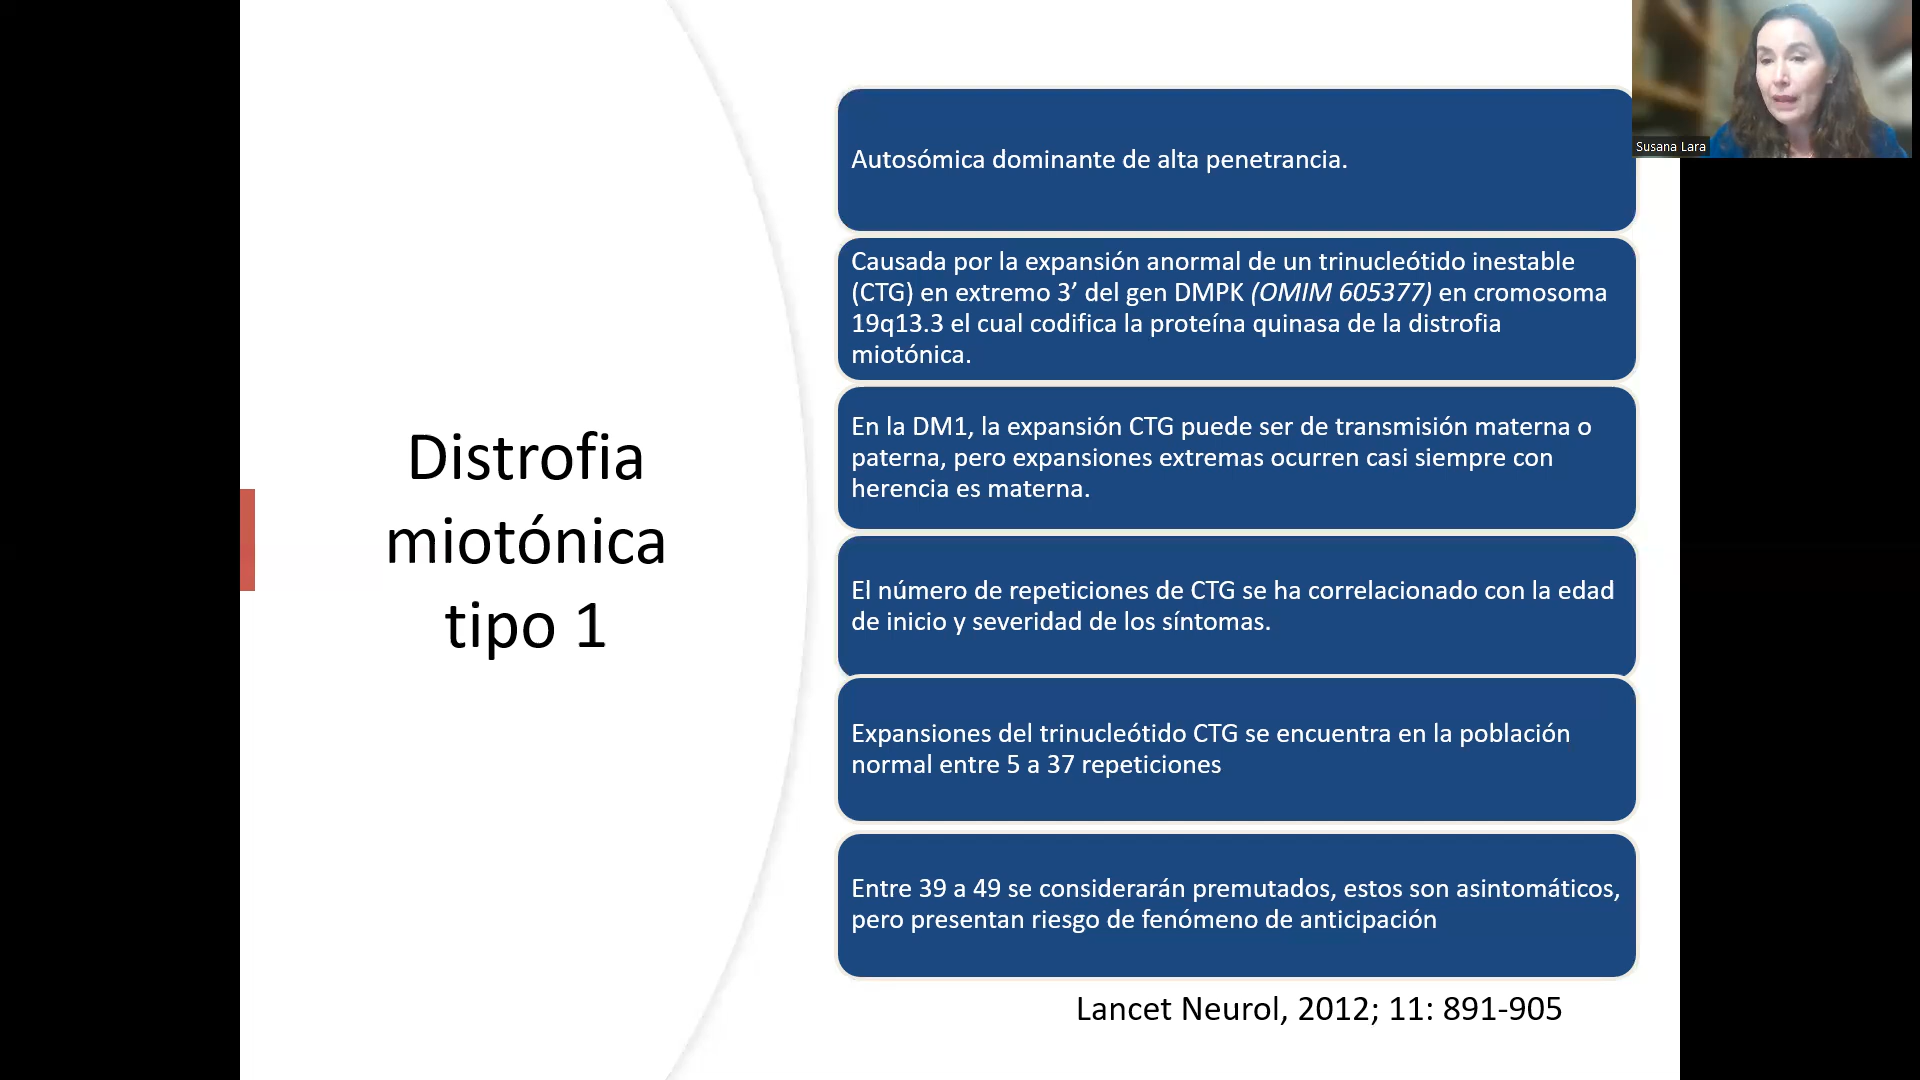 Distrofia
miotónica
tipo 1
Autosómica dominante de alta penetrancia.
Causada por la expansión anormal de un trinucleótido inestable
(CTG) en extremo 3’ del gen DMPK (OMIM 605377) en cromosoma
19q13.3 el cual codifica la proteína quinasa de la distrofia
miotónica.
En la DM1, la expansión CTG puede ser de transmisión materna o
paterna, pero expansiones extremas ocurren casi siempre con
herencia es materna.
El número de repeticiones de CTG se ha correlacionado con la edad
de inicio y severidad de los síntomas.
Expansiones del trinucleótido CTG se encuentra en la población
normal entre 5 a 37 repeticiones
Entre 39 a 49 se considerarán premutados, estos son asintomáticos,
pero presentan riesgo de fenómeno de anticipación
Lancet Neurol, 2012; 11: 891-905
Susana Lara